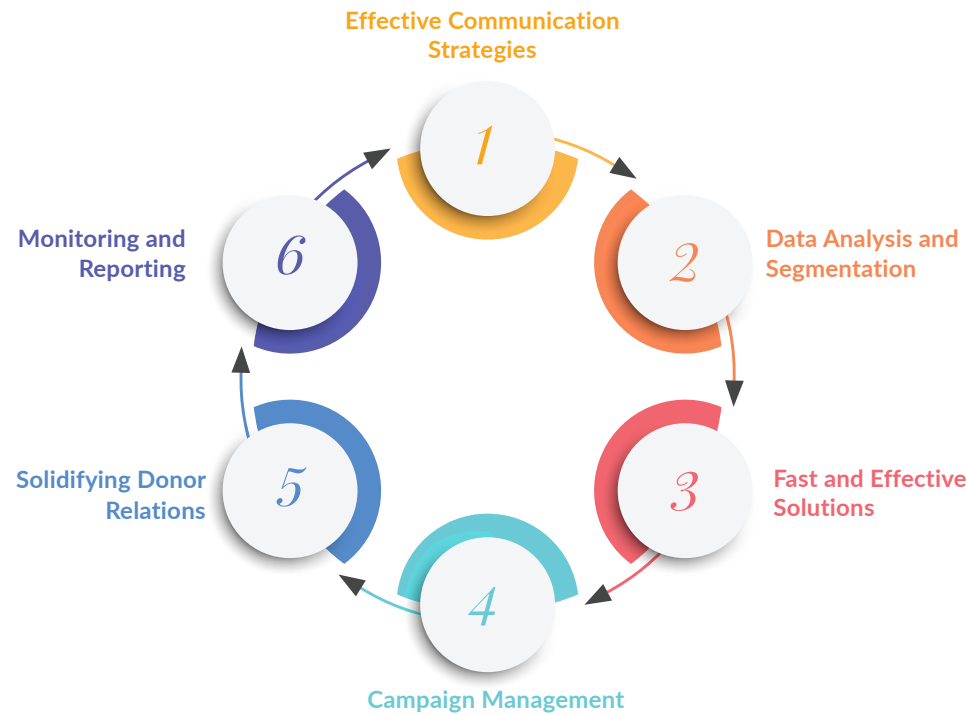 Effective Communication
Strategies
1
2
Data Analysis and
Segmentation
3
Fast and Effective
Solutions
4
Campaign Management
5
Solidifying Donor
Relations
6
Monitoring and
Reporting